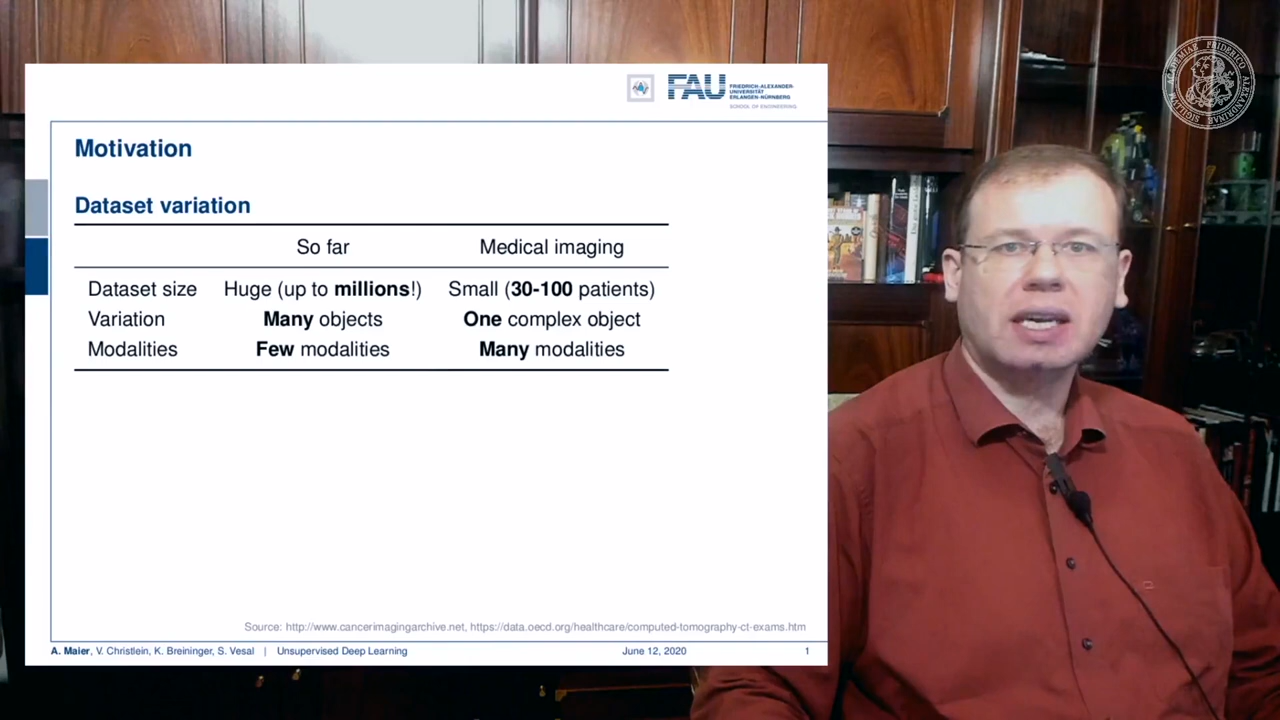 FAU
FRIEDRICH-ALEXANDER-
UNIVERSITÄT
ERLANGEN-NÜRNBERG
SCHOOL OF ENGINEERING
Motivation
Dataset variation
So far Medical imaging
Dataset size Huge (up to millions!) Small (30-100 patients)
Variation Many objects One complex object
Modalities Few modalities Many modalities
Source: http://www.cancerimagingarchive.net, https://data.oecd.org/healthcare/computed-tomography-ct-exams.htm
A. Maier, V. Christlein, K. Breininger, S. Vesal | Unsupervised Deep Learning June 12, 2020 1